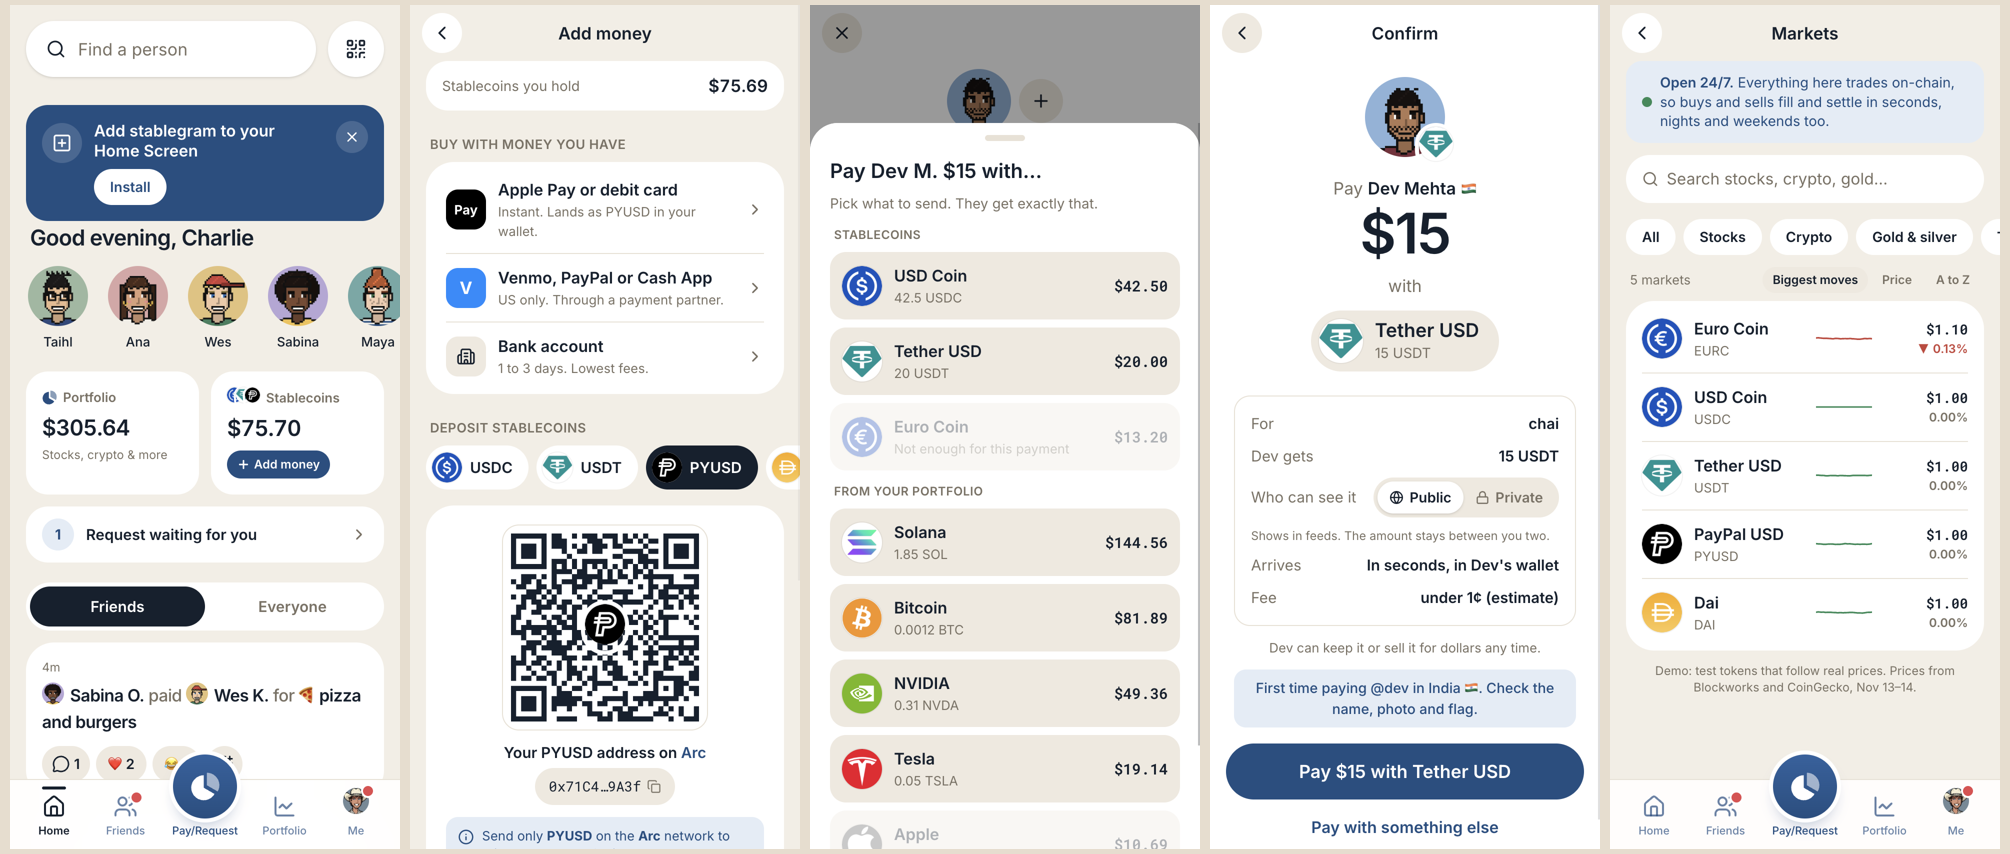 Find a person
Add stablegram to your
Home Screen
Install
Good evening, Charlie
Taihl
Ana
Wes
Sabina
Maya
Portfolio
$305.64
Stocks, crypto & more
Stablecoins
$75.70
+ Add money
1 Request waiting for you
Friends
Everyone
4m
Sabina O. paid Wes K. for 🍕 pizza
and burgers
1
❤️ 2
Home
Friends
Pay/Request
Portfolio
Me
Add money
Stablecoins you hold $75.69
BUY WITH MONEY YOU HAVE
Pay
Apple Pay or debit card
Instant. Lands as PYUSD in your
wallet.
V
Venmo, PayPal or Cash App
US only. Through a payment partner.
Bank account
1 to 3 days. Lowest fees.
DEPOSIT STABLECOINS
USDC
USDT
PYUSD
Your PYUSD address on Arc
0x71C4…9A3f
Send only PYUSD on the Arc network to
Pay Dev M. $15 with...
Pick what to send. They get exactly that.
STABLECOINS
USD Coin
42.5 USDC
$42.50
Tether USD
20 USDT
$20.00
Euro Coin
Not enough for this payment
$13.20
FROM YOUR PORTFOLIO
Solana
1.85 SOL
$144.56
Bitcoin
0.0012 BTC
$81.89
NVIDIA
0.31 NVDA
$49.36
Tesla
0.05 TSLA
$19.14
Apple
$10.69
Confirm
Pay Dev Mehta 🇮🇳
$15
with
Tether USD
15 USDT
For chai
Dev gets 15 USDT
Who can see it Public Private
Shows in feeds. The amount stays between you two.
Arrives In seconds, in Dev's wallet
Fee under 1¢ (estimate)
Dev can keep it or sell it for dollars any time.
First time paying @dev in India 🇮🇳. Check the
name, photo and flag.
Pay $15 with Tether USD
Pay with something else
Markets
Open 24/7. Everything here trades on-chain,
so buys and sells fill and settle in seconds,
nights and weekends too.
Search stocks, crypto, gold...
All
Stocks
Crypto
Gold & silver
5 markets
Biggest moves
Price
A to Z
Euro Coin
EURC
$1.10
▼ 0.13%
USD Coin
USDC
$1.00
0.00%
Tether USD
USDT
$1.00
0.00%
PayPal USD
PYUSD
$1.00
0.00%
Dai
DAI
$1.00
0.00%
Demo: test tokens that follow real prices. Prices from
Blockworks and CoinGecko, Nov 13–14.
Home
Friends
Pay/Request
Portfolio
Me